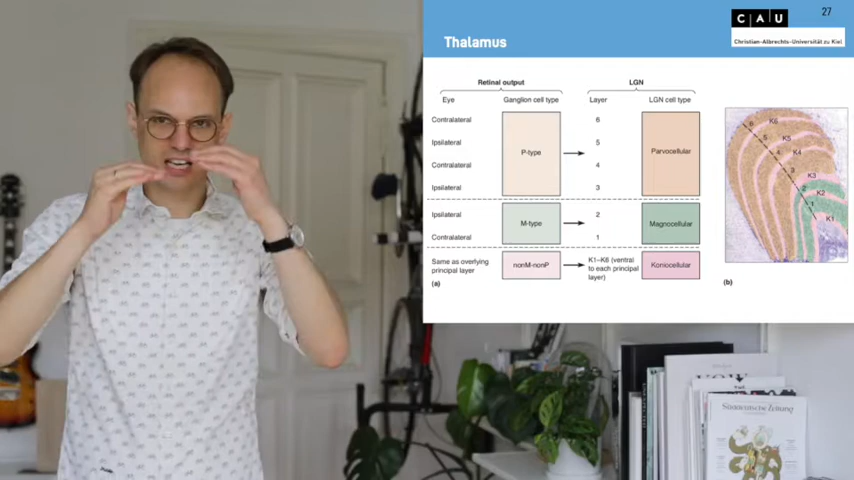 27
C A U
Christian-Albrechts-Universität zu Kiel
Thalamus
Retinal output
LGN
Eye
Ganglion cell type
Layer
LGN cell type
Contralateral
6
Ipsilateral
5
Contralateral
4
Ipsilateral
3
P-type
Parvocellular
Ipsilateral
2
Contralateral
1
M-type
Magnocellular
Same as overlying
principal layer
nonM-nonP
K1–K6 (ventral
to each principal
layer)
Koniocellular
(a)
6
K6
5
K5
4
K4
3
K3
2
K2
1
K1
(b)
Süddeutsche Zeitung